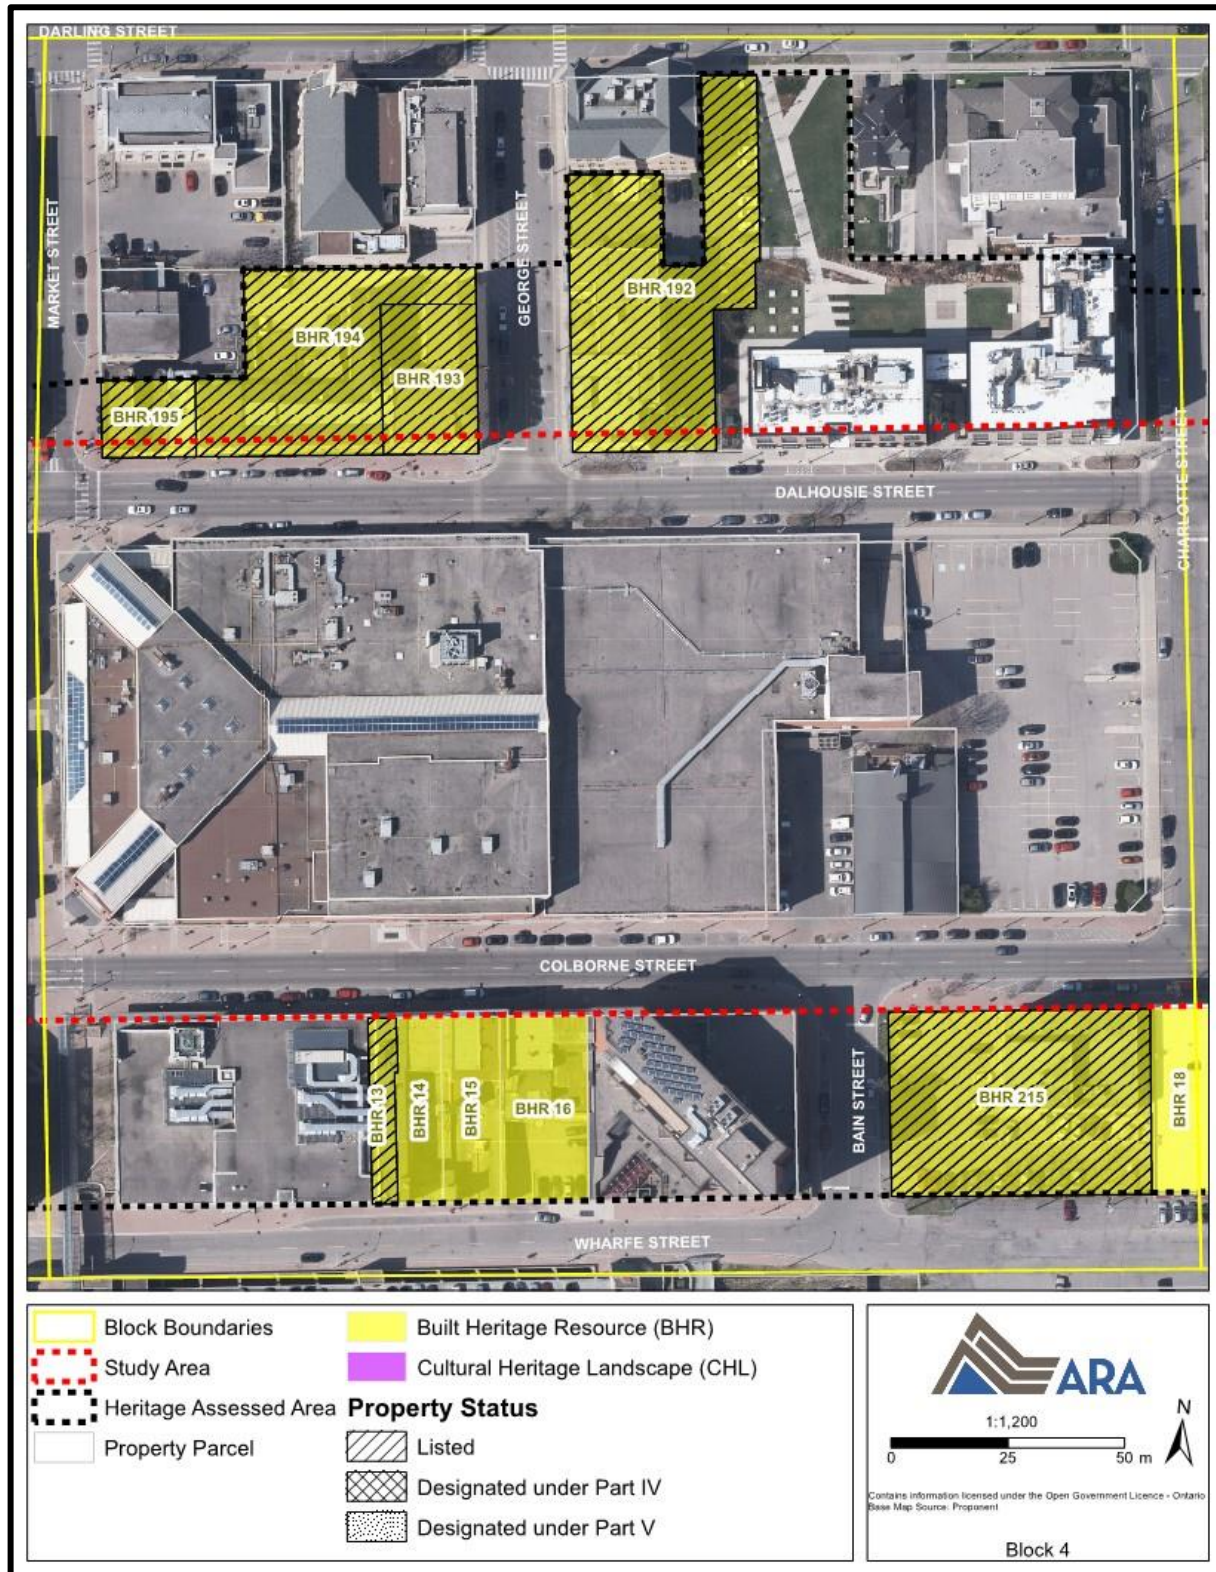 DARLING STREET
MARKET STREET
GEORGE STREET
BHR 192
BHR 194
BHR 193
BHR 195
CHARLOTTE STREET
DALHOUSIE STREET
COLBORNE STREET
BHR 13
BHR 14
BHR 15
BHR 16
BAIN STREET
BHR 215
BHR 18
WHARFE STREET
Block Boundaries
Study Area
Heritage Assessed Area
Property Parcel
Built Heritage Resource (BHR)
Cultural Heritage Landscape (CHL)
Property Status
Listed
Designated under Part IV
Designated under Part V
ARA
1:1,200
N
0 25 50 m
Contains information licensed under the Open Government Licence - Ontario
Base Map Source: Proponent
Block 4